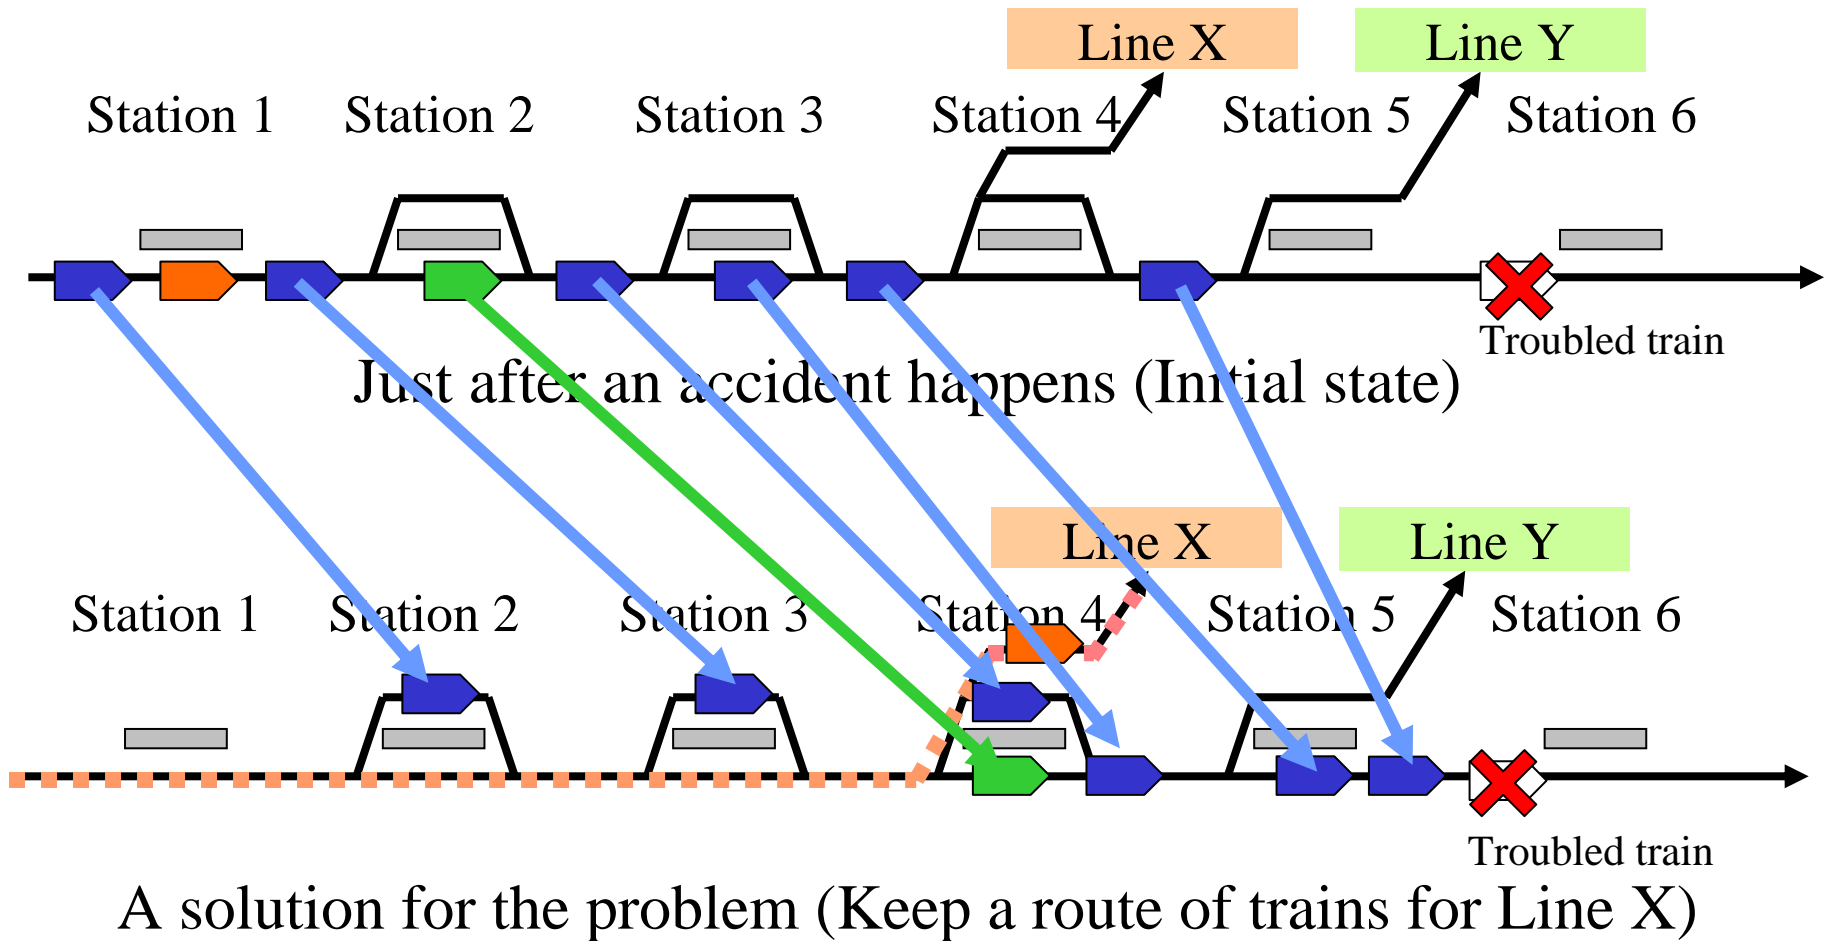 Line X
Line Y
Station 1
Station 2
Station 3
Station 4
Station 5
Station 6
Troubled train
Just after an accident happens (Initial state)
Line X
Line Y
Station 1
Station 2
Station 3
Station 4
Station 5
Station 6
Troubled train
A solution for the problem (Keep a route of trains for Line X)